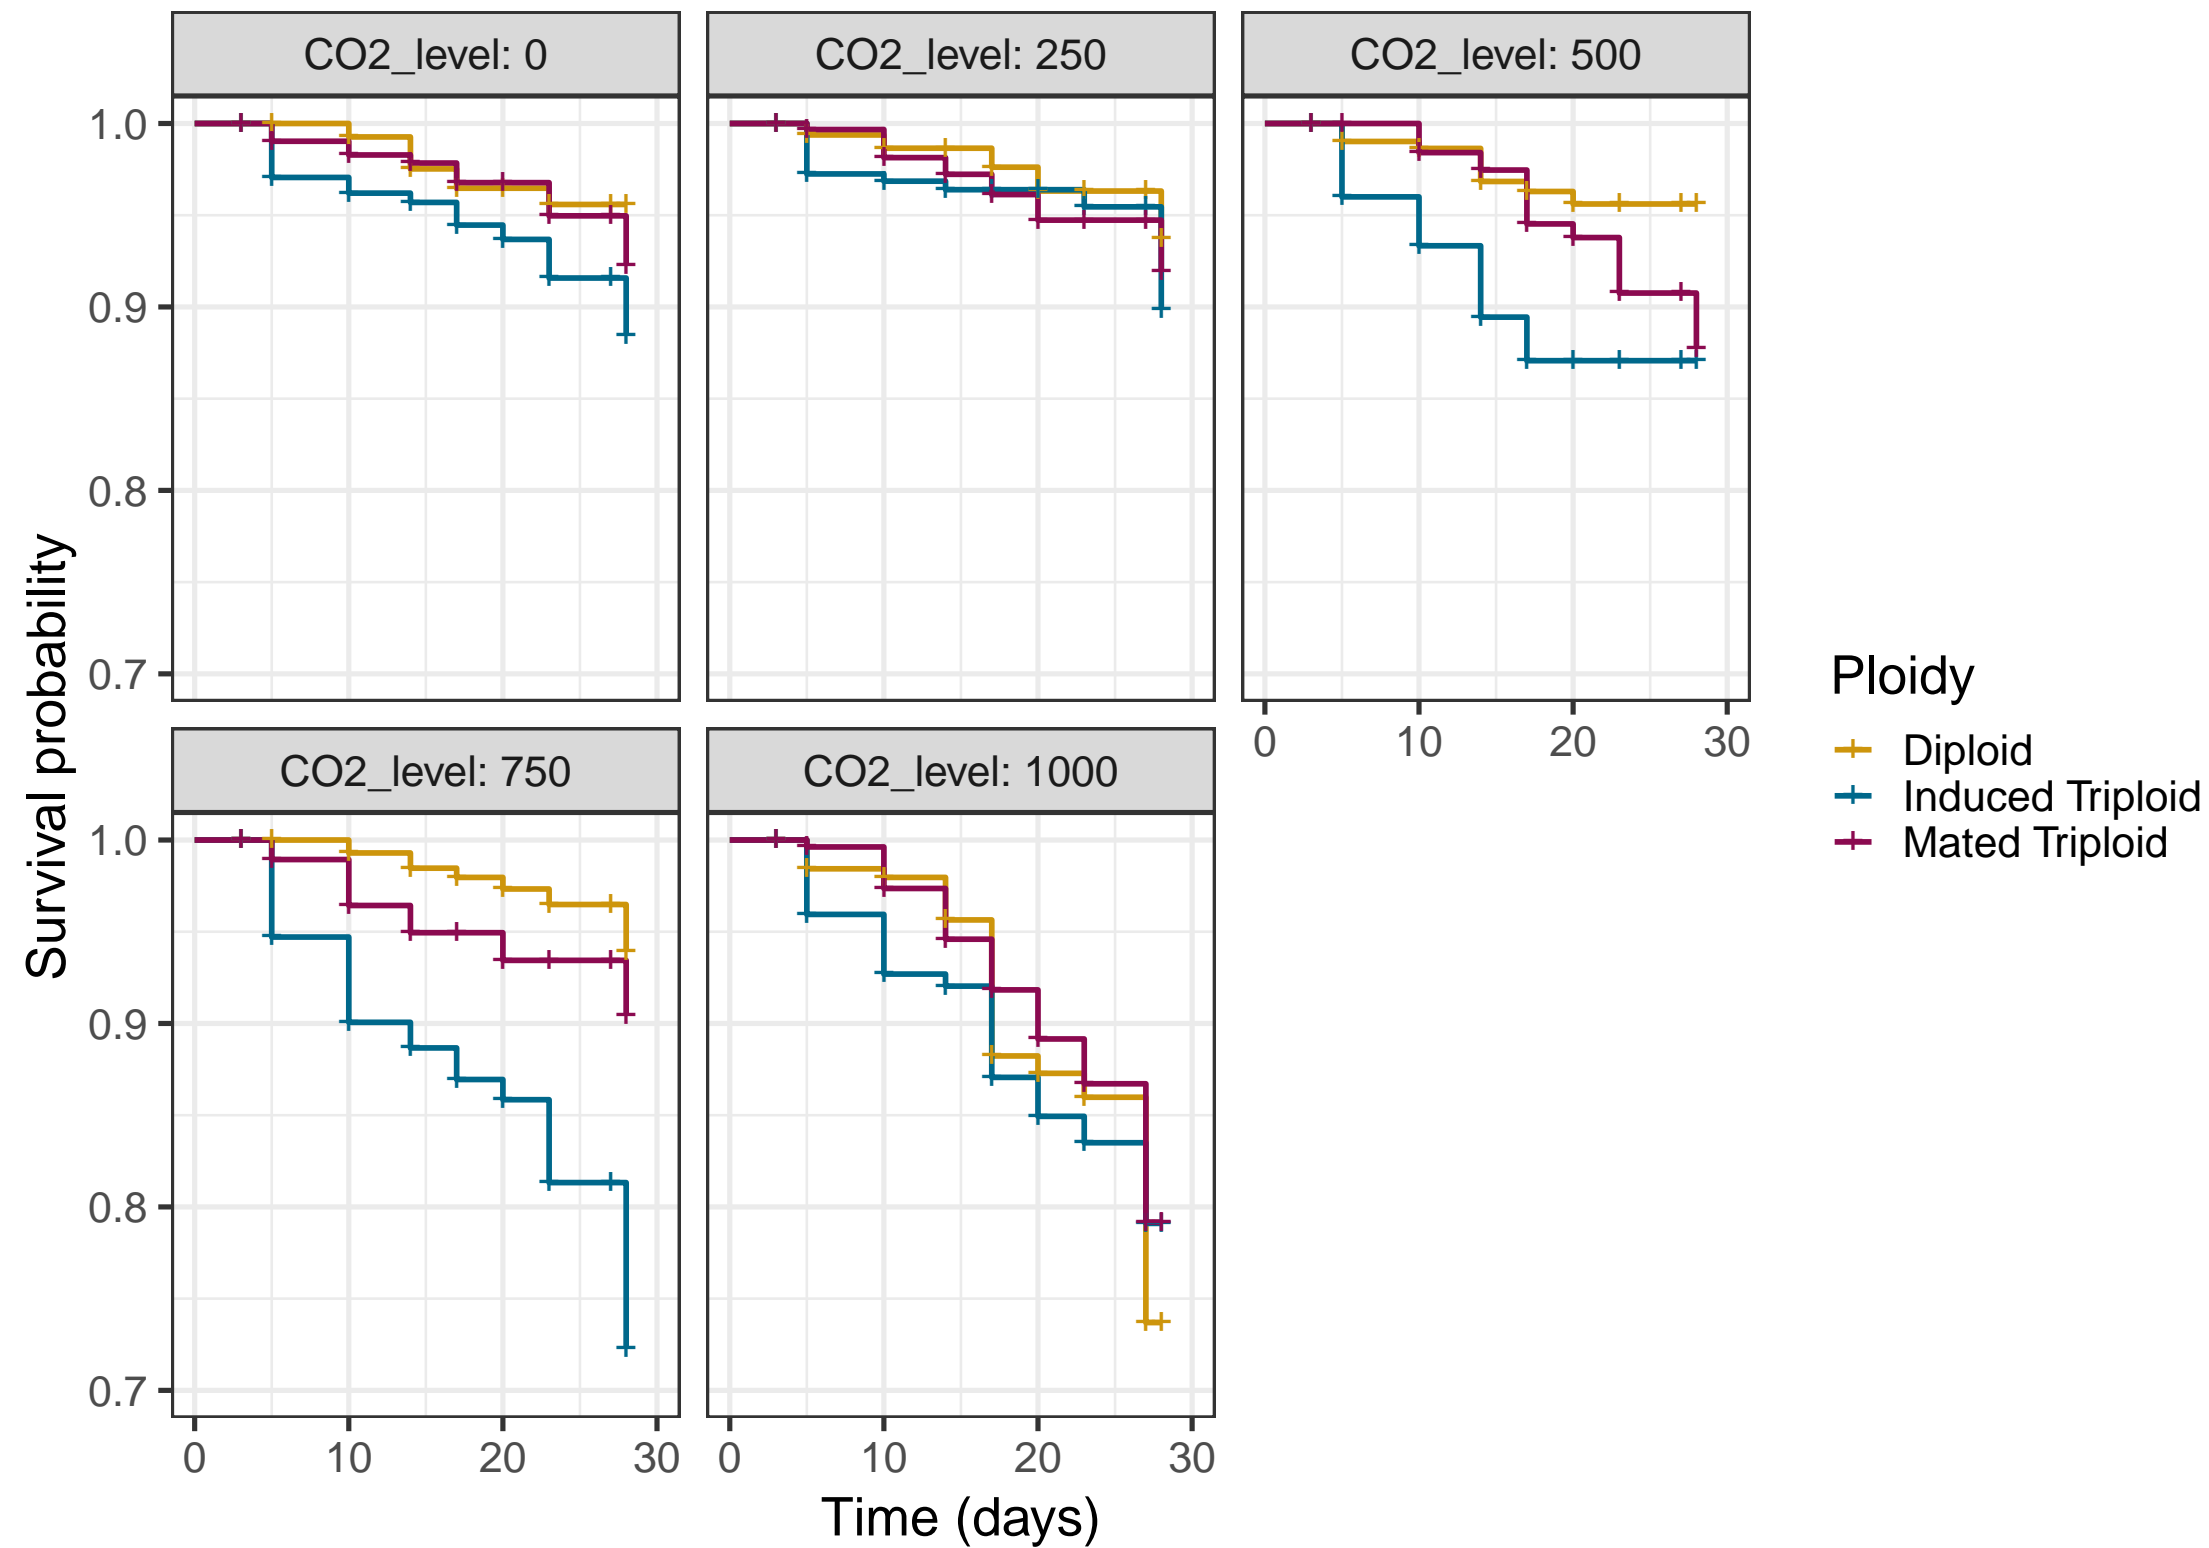 CO2_level: 0
CO2_level: 250
CO2_level: 500
1.0
0.9
0.8
0.7
0 10 20 30
CO2_level: 750
CO2_level: 1000
1.0
0.9
0.8
0.7
0 10 20 30
0 10 20 30
Time (days)
Survival probability
Ploidy
Diploid
Induced Triploid
Mated Triploid